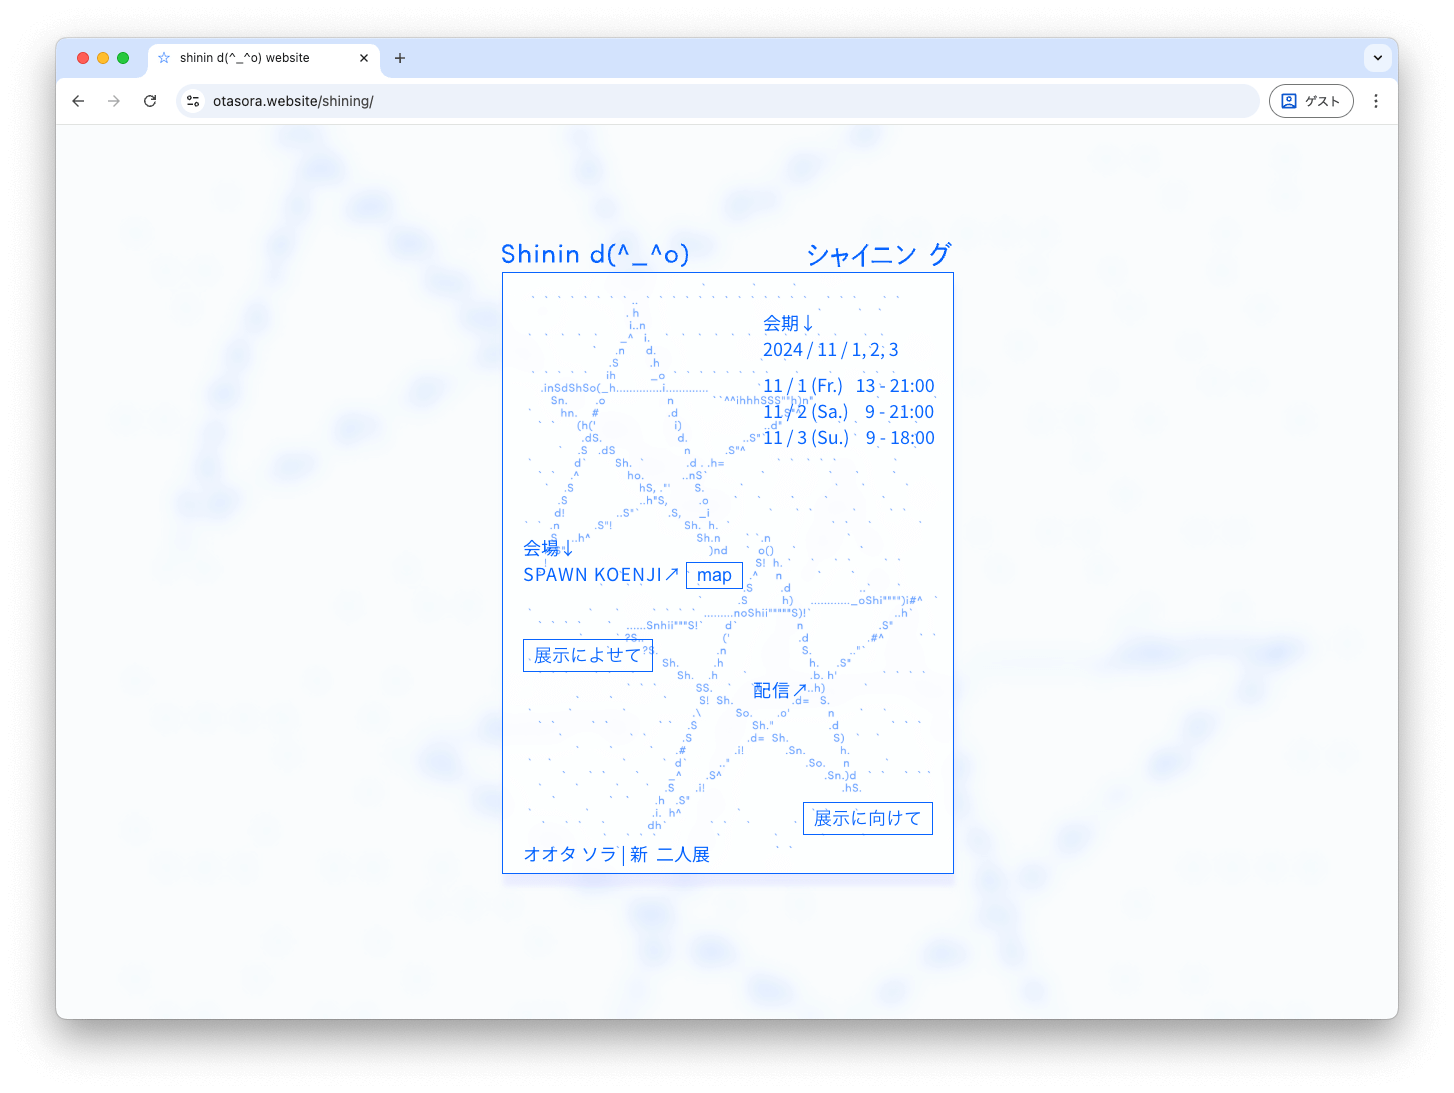 shinin d(^_^o) website
otasora.website/shining/
ゲスト
Shinin d(^_^o)
シャイニン グ
会期↓
2024 / 11 / 1, 2, 3
11 / 1 (Fr.) 13 - 21:00
11 / 2 (Sa.) 9 - 21:00
11 / 3 (Su.) 9 - 18:00
会場↓
SPAWN KOENJI↗ map
展示によせて
配信↗
展示に向けて
オオタ ソラ | 新 二人展